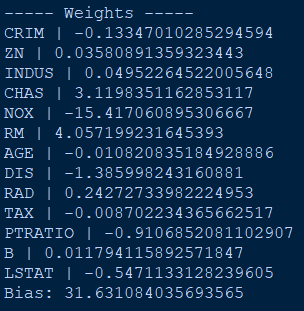 ----- Weights -----
CRIM | -0.13347010285294594
ZN | 0.03580891359323443
INDUS | 0.04952264522005648
CHAS | 3.1198351162853117
NOX | -15.417060895306667
RM | 4.057199231645393
AGE | -0.010820835184928886
DIS | -1.385998243160881
RAD | 0.24272733982224953
TAX | -0.008702234365662517
PTRATIO | -0.9106852081102907
B | 0.011794115892571847
LSTAT | -0.5471133128239605
Bias: 31.631084035693565